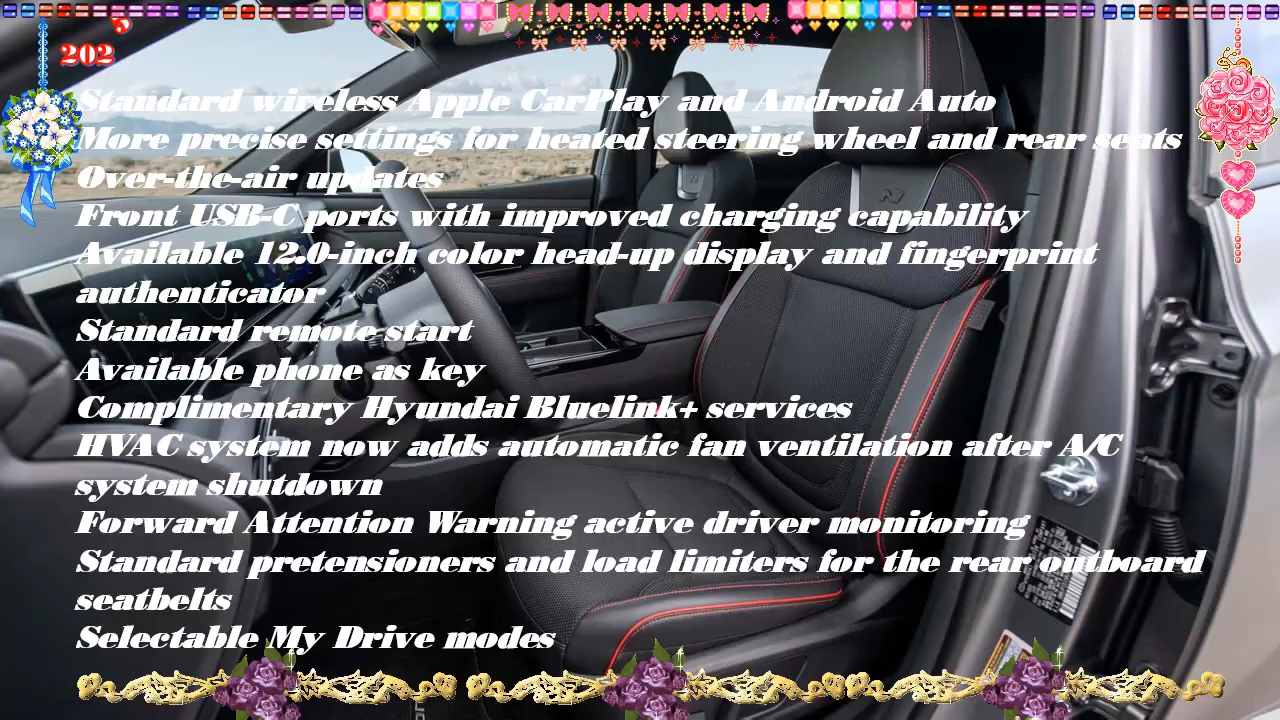 2025
Standard wireless Apple CarPlay and Android Auto
More precise settings for heated steering wheel and rear seats
Over-the-air updates
Front USB-C ports with improved charging capability
Available 12.0-inch color head-up display and fingerprint
authenticator
Standard remote start
Available phone as key
Complimentary Hyundai Bluelink+ services
HVAC system now adds automatic fan ventilation after A/C
system shutdown
Forward Attention Warning active driver monitoring
Standard pretensioners and load limiters for the rear outboard
seatbelts
Selectable My Drive modes